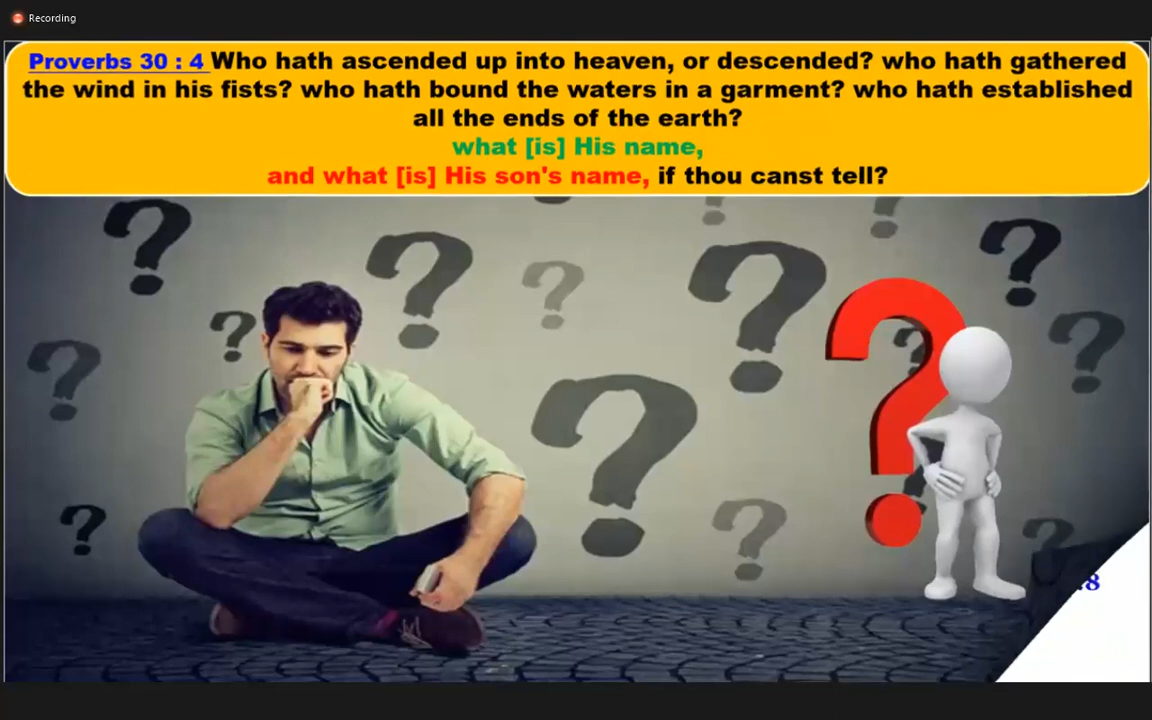 Recording
Proverbs 30 : 4 Who hath ascended up into heaven, or descended? who hath gathered
the wind in his fists? who hath bound the waters in a garment? who hath established
all the ends of the earth?
what [is] His name,
and what [is] His son's name, if thou canst tell?